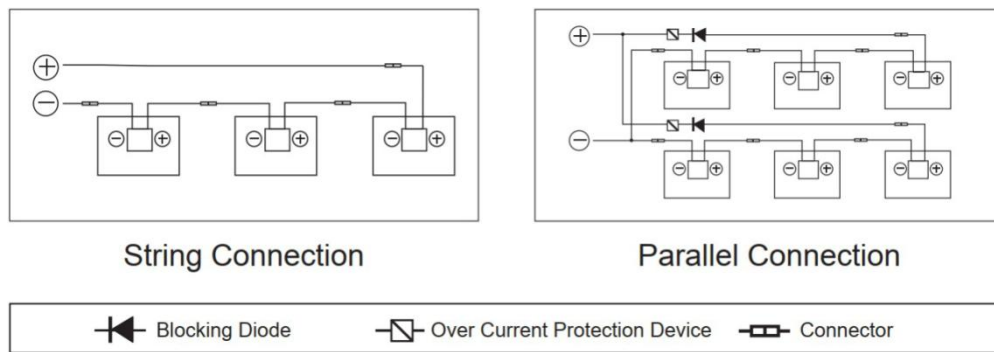 String Connection
Parallel Connection
Blocking Diode
Over Current Protection Device
Connector